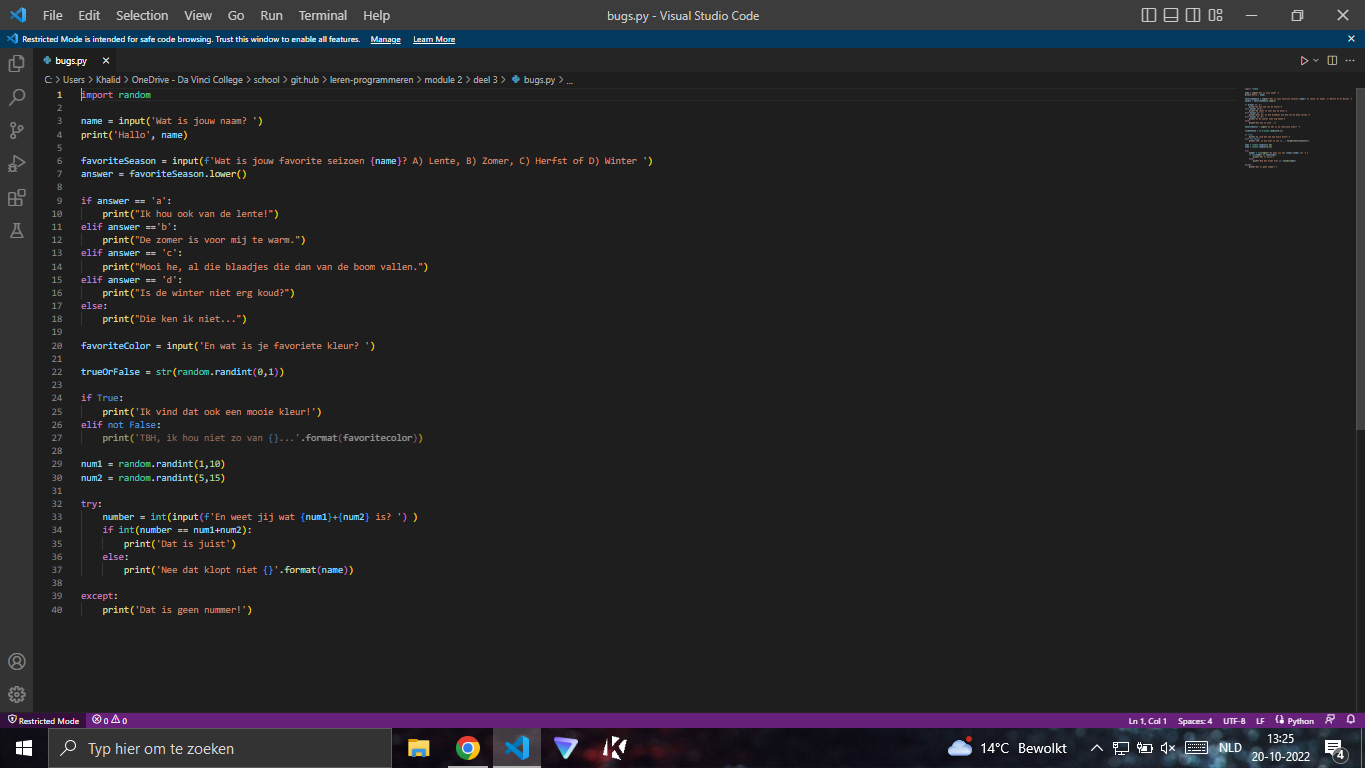 File Edit Selection View Go Run Terminal Help bugs.py - Visual Studio Code
Restricted Mode is intended for safe code browsing. Trust this window to enable all features. Manage Learn More
bugs.py
C: > Users > Khalid > OneDrive - Da Vinci College > school > git.hub > leren-programmeren > module 2 > deel 3 > bugs.py > ...
1 import random
2
3 name = input('Wat is jouw naam? ')
4 print('Hallo', name)
5
6 favoriteSeason = input(f'Wat is jouw favorite seizoen {name}? A) Lente, B) Zomer, C) Herfst of D) Winter ')
7 answer = favoriteSeason.lower()
8
9 if answer == 'a':
10 print("Ik hou ook van de lente!")
11 elif answer =='b':
12 print("De zomer is voor mij te warm.")
13 elif answer == 'c':
14 print("Mooi he, al die blaadjes die dan van de boom vallen.")
15 elif answer == 'd':
16 print("Is de winter niet erg koud?")
17 else:
18 print("Die ken ik niet...")
19
20 favoriteColor = input('En wat is je favoriete kleur? ')
21
22 trueOrFalse = str(random.randint(0,1))
23
24 if True:
25 print('Ik vind dat ook een mooie kleur!')
26 elif not False:
27 print('TBH, ik hou niet zo van {}...'.format(favoritecolor))
28
29 num1 = random.randint(1,10)
30 num2 = random.randint(5,15)
31
32 try:
33 number = int(input(f'En weet jij wat {num1}+{num2} is? ') )
34 if int(number == num1+num2):
35 print('Dat is juist')
36 else:
37 print('Nee dat klopt niet {}'.format(name))
38
39 except:
40 print('Dat is geen nummer!')
Restricted Mode 0 0 Ln 1, Col 1 Spaces: 4 UTF-8 LF Python
Typ hier om te zoeken 14°C Bewolkt NLD 13:25
20-10-2022 4